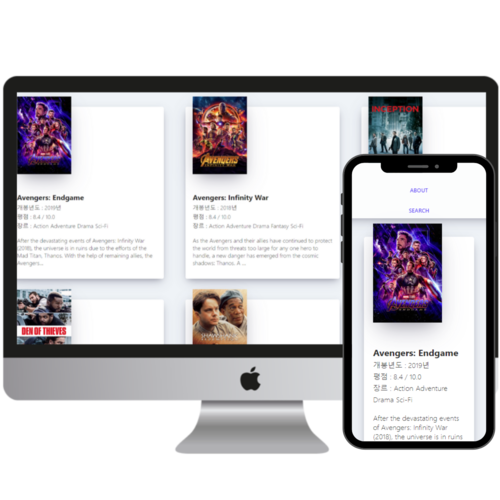 INCEPTION
AVENGERS
INFINITY WAR
Avengers: Endgame
개봉년도 : 2019년
평점 : 8.4 / 10.0
장르 : Action Adventure Drama Sci-Fi
After the devastating events of Avengers: Infinity War
(2018), the universe is in ruins due to the efforts of the
Mad Titan, Thanos. With the help of remaining allies, the
Avengers...
Avengers: Infinity War
개봉년도 : 2018년
평점 : 8.4 / 10.0
장르 : Action Adventure Fantasy Sci-Fi
As the Avengers and their allies have continued to protect
the world from threats too large for any one hero to
handle, a new danger has emerged from the cosmic
shadows: Thanos. A ...
DEN OF THIEVES
ABOUT
SEARCH
AVENGERS
Avengers: Endgame
개봉년도 : 2019년
평점 : 8.4 / 10.0
장르 : Action Adventure
Drama Sci-Fi
After the devastating events
of Avengers: Infinity War
(2018), the universe is in ruins